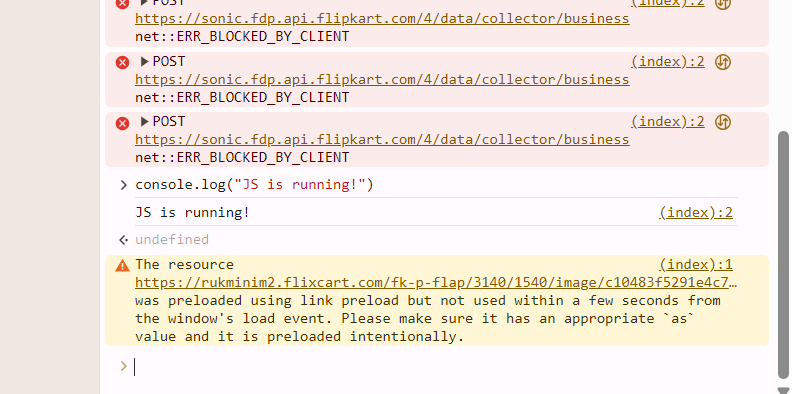 POST (index):2
https://sonic.fdp.api.flipkart.com/4/data/collector/business
net::ERR_BLOCKED_BY_CLIENT
POST (index):2
https://sonic.fdp.api.flipkart.com/4/data/collector/business
net::ERR_BLOCKED_BY_CLIENT
POST (index):2
https://sonic.fdp.api.flipkart.com/4/data/collector/business
net::ERR_BLOCKED_BY_CLIENT
console.log("JS is running!")
JS is running! (index):2
undefined
The resource (index):1
https://rukminim2.flixcart.com/fk-p-flap/3140/1540/image/c10483f5291e4c7…
was preloaded using link preload but not used within a few seconds from
the window's load event. Please make sure it has an appropriate `as`
value and it is preloaded intentionally.